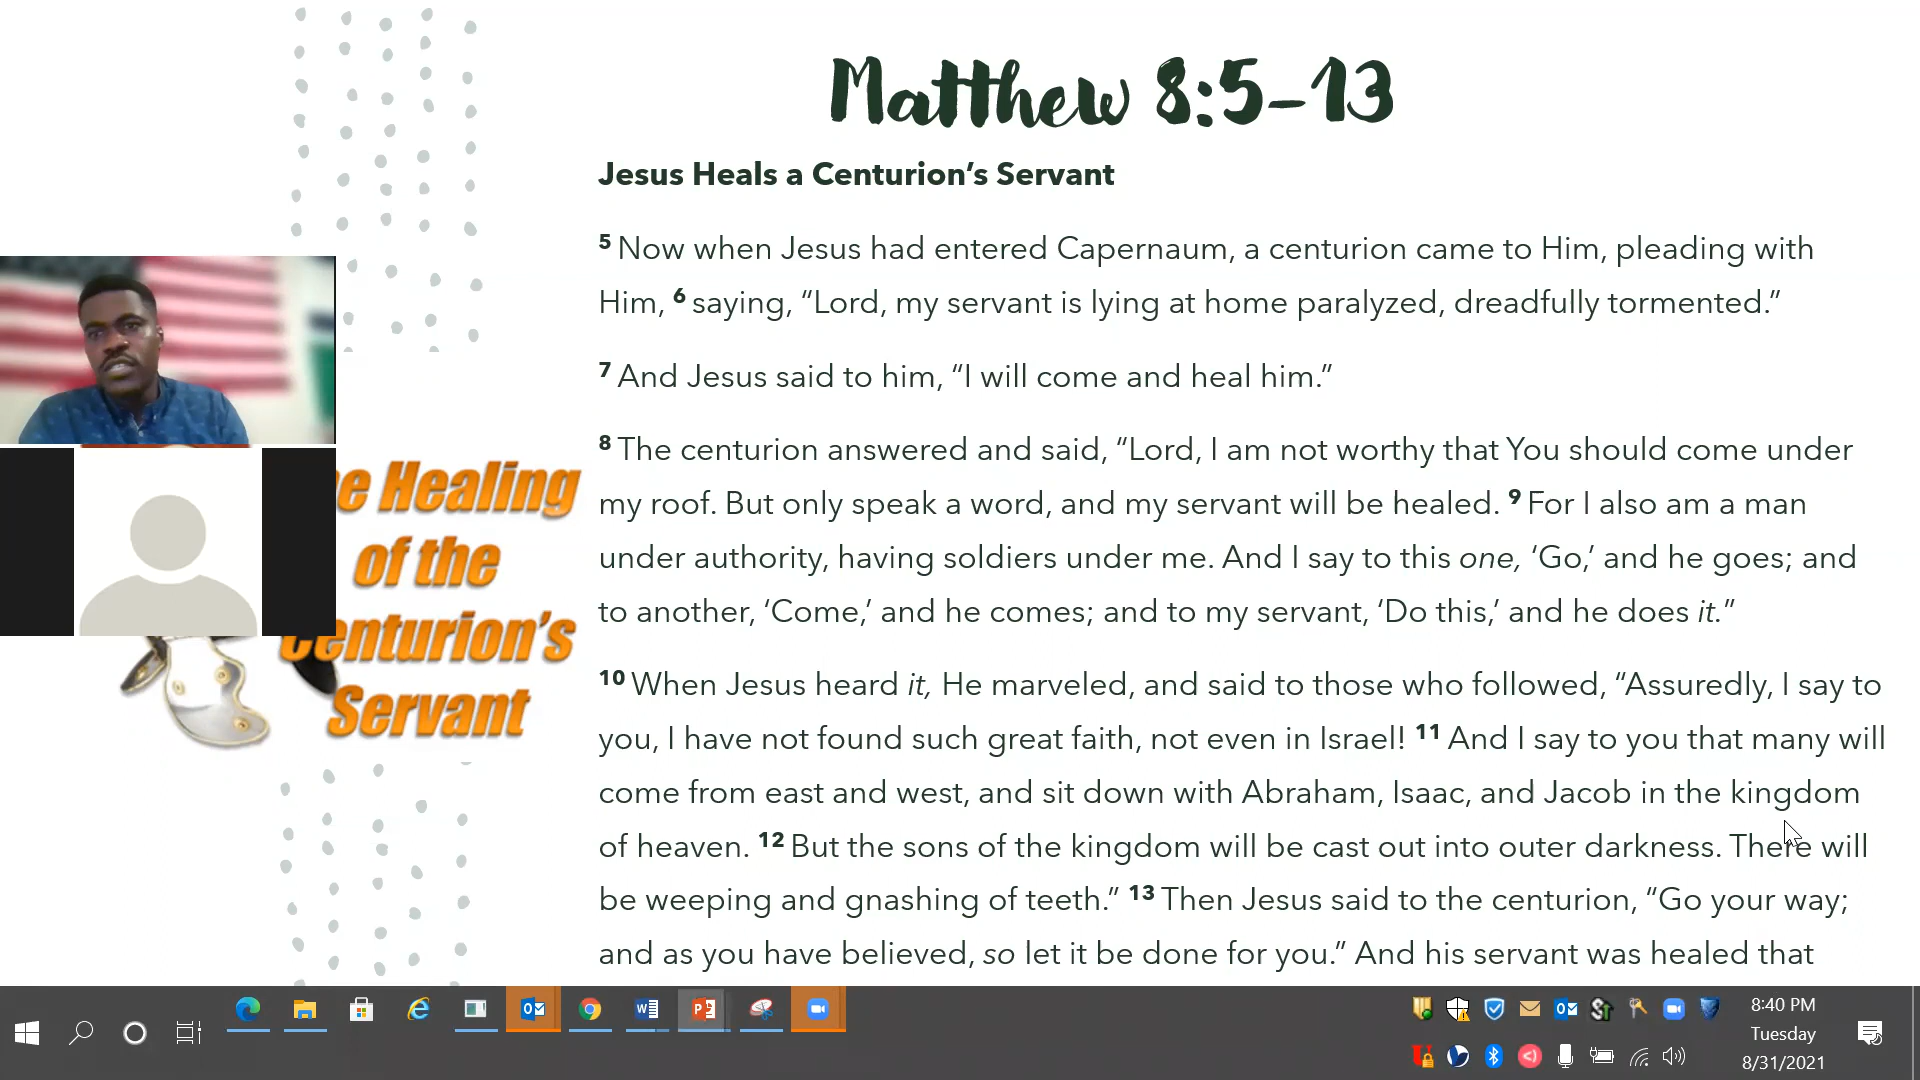 Matthew 8:5-13
Jesus Heals a Centurion’s Servant
5 Now when Jesus had entered Capernaum, a centurion came to Him, pleading with
Him, 6 saying, “Lord, my servant is lying at home paralyzed, dreadfully tormented.”
7 And Jesus said to him, “I will come and heal him.”
8 The centurion answered and said, “Lord, I am not worthy that You should come under
my roof. But only speak a word, and my servant will be healed. 9 For I also am a man
under authority, having soldiers under me. And I say to this one, ‘Go,’ and he goes; and
to another, ‘Come,’ and he comes; and to my servant, ‘Do this,’ and he does it.”
10 When Jesus heard it, He marveled, and said to those who followed, “Assuredly, I say to
you, I have not found such great faith, not even in Israel! 11 And I say to you that many will
come from east and west, and sit down with Abraham, Isaac, and Jacob in the kingdom
of heaven. 12 But the sons of the kingdom will be cast out into outer darkness. There will
be weeping and gnashing of teeth.” 13 Then Jesus said to the centurion, “Go your way;
and as you have believed, so let it be done for you.” And his servant was healed that
e Healing
of the
Centurion’s
Servant
8:40 PM
Tuesday
8/31/2021